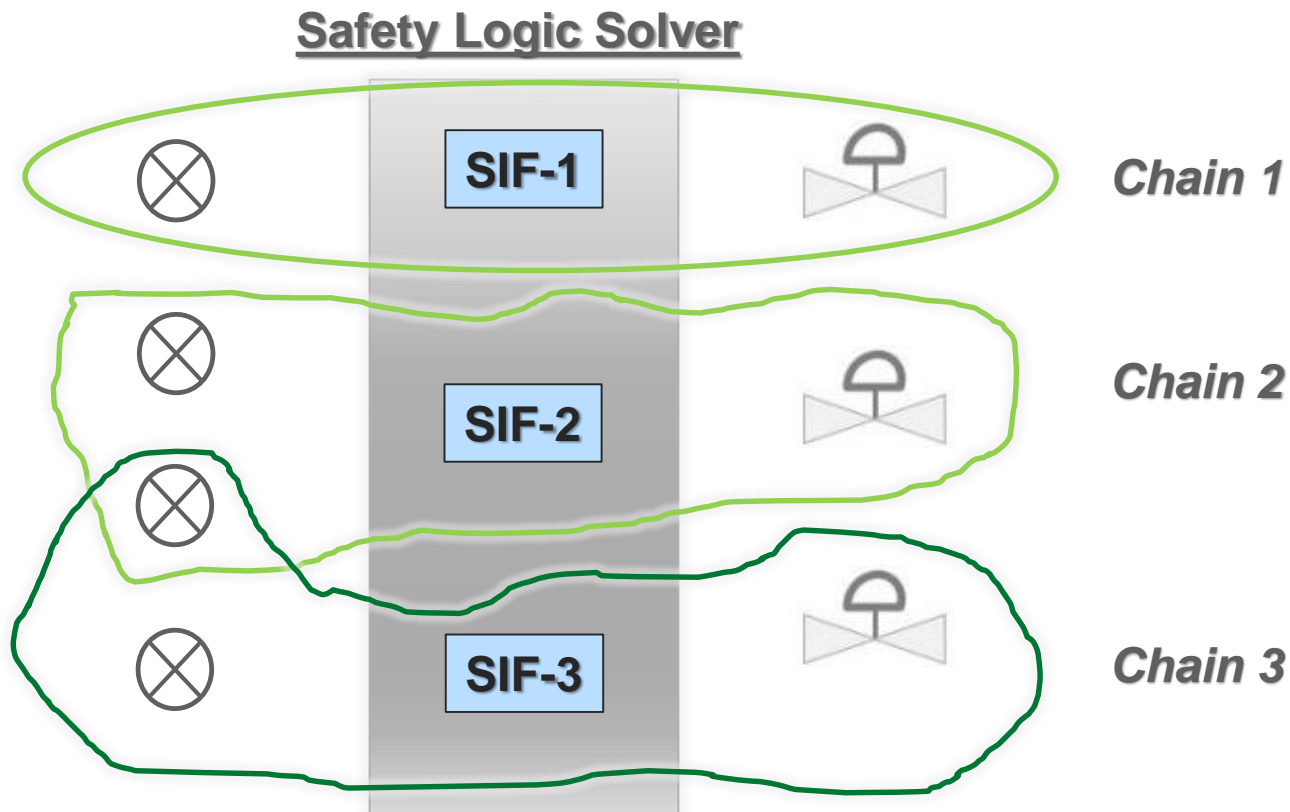 Safety Logic Solver
SIF-1
Chain 1
SIF-2
Chain 2
SIF-3
Chain 3